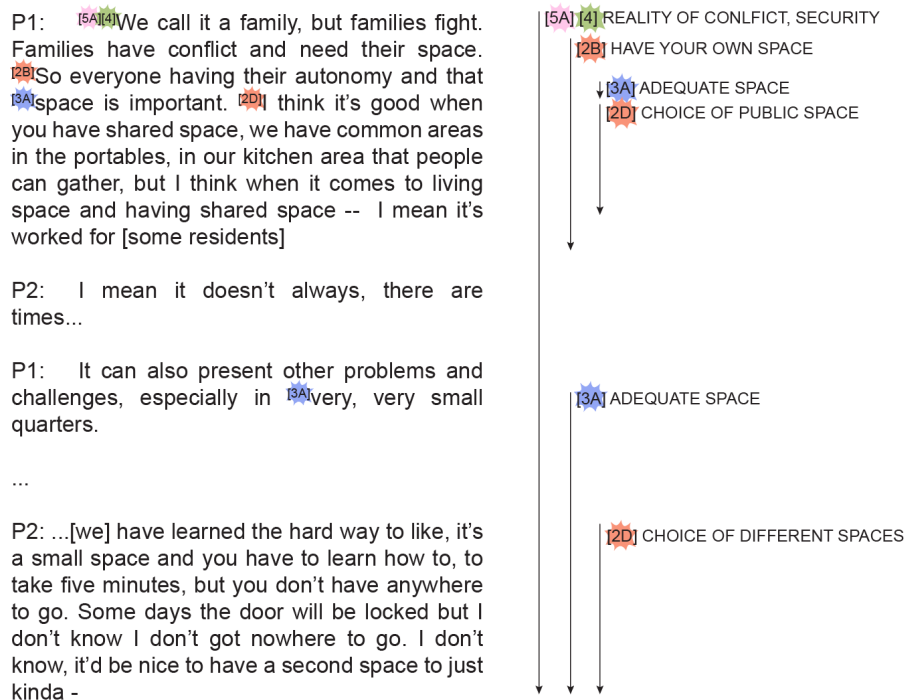 P1: [5A][4]We call it a family, but families fight.
Families have conflict and need their space.
[2B]So everyone having their autonomy and that
[3A]space is important. [2D]I think it's good when
you have shared space, we have common areas
in the portables, in our kitchen area that people
can gather, but I think when it comes to living
space and having shared space -- I mean it's
worked for [some residents]
P2: I mean it doesn't always, there are
times...
P1: It can also present other problems and
challenges, especially in [3A]very, very small
quarters.
...
P2: ...[we] have learned the hard way to like, it's
a small space and you have to learn how to, to
take five minutes, but you don't have anywhere
to go. Some days the door will be locked but I
don't know I don't got nowhere to go. I don't
know, it'd be nice to have a second space to just
kinda -
[5A] [4] REALITY OF CONLFICT, SECURITY
[2B] HAVE YOUR OWN SPACE
[3A] ADEQUATE SPACE
[2D] CHOICE OF PUBLIC SPACE
[3A] ADEQUATE SPACE
[2D] CHOICE OF DIFFERENT SPACES